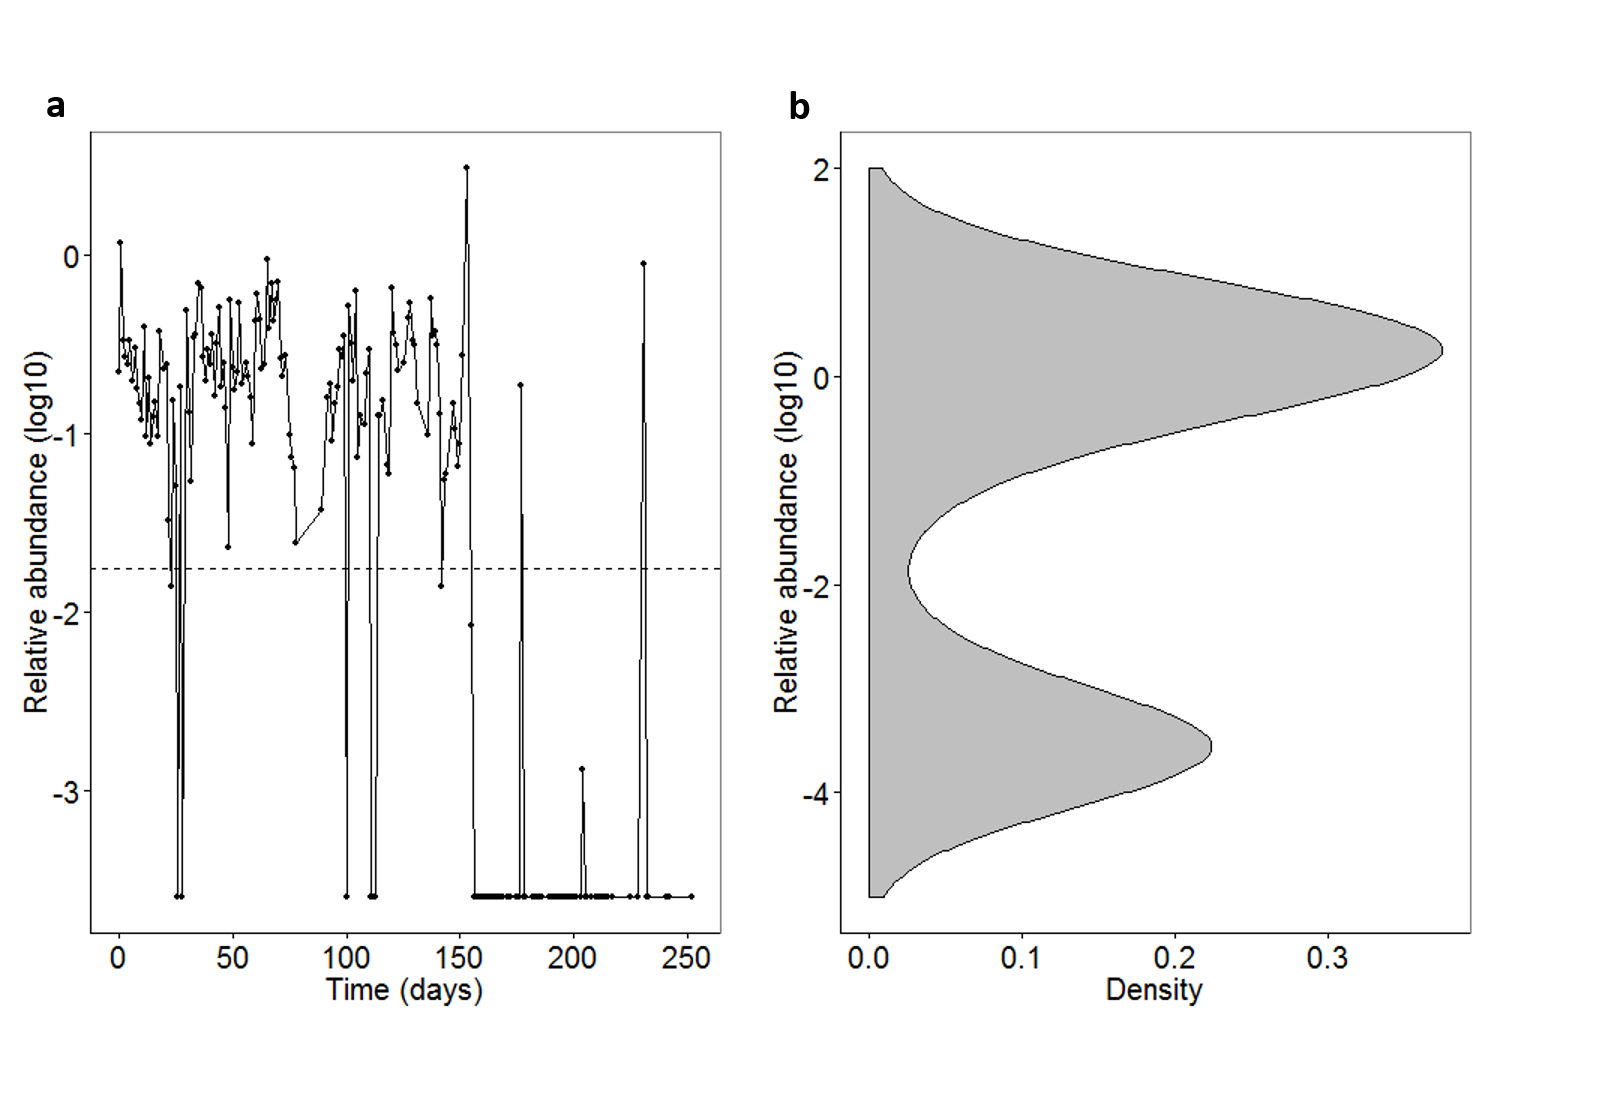 a
Relative abundance (log10)
0
-1
-2
-3
0 50 100 150 200 250
Time (days)
b
Relative abundance (log10)
2
0
-2
-4
0.0 0.1 0.2 0.3
Density